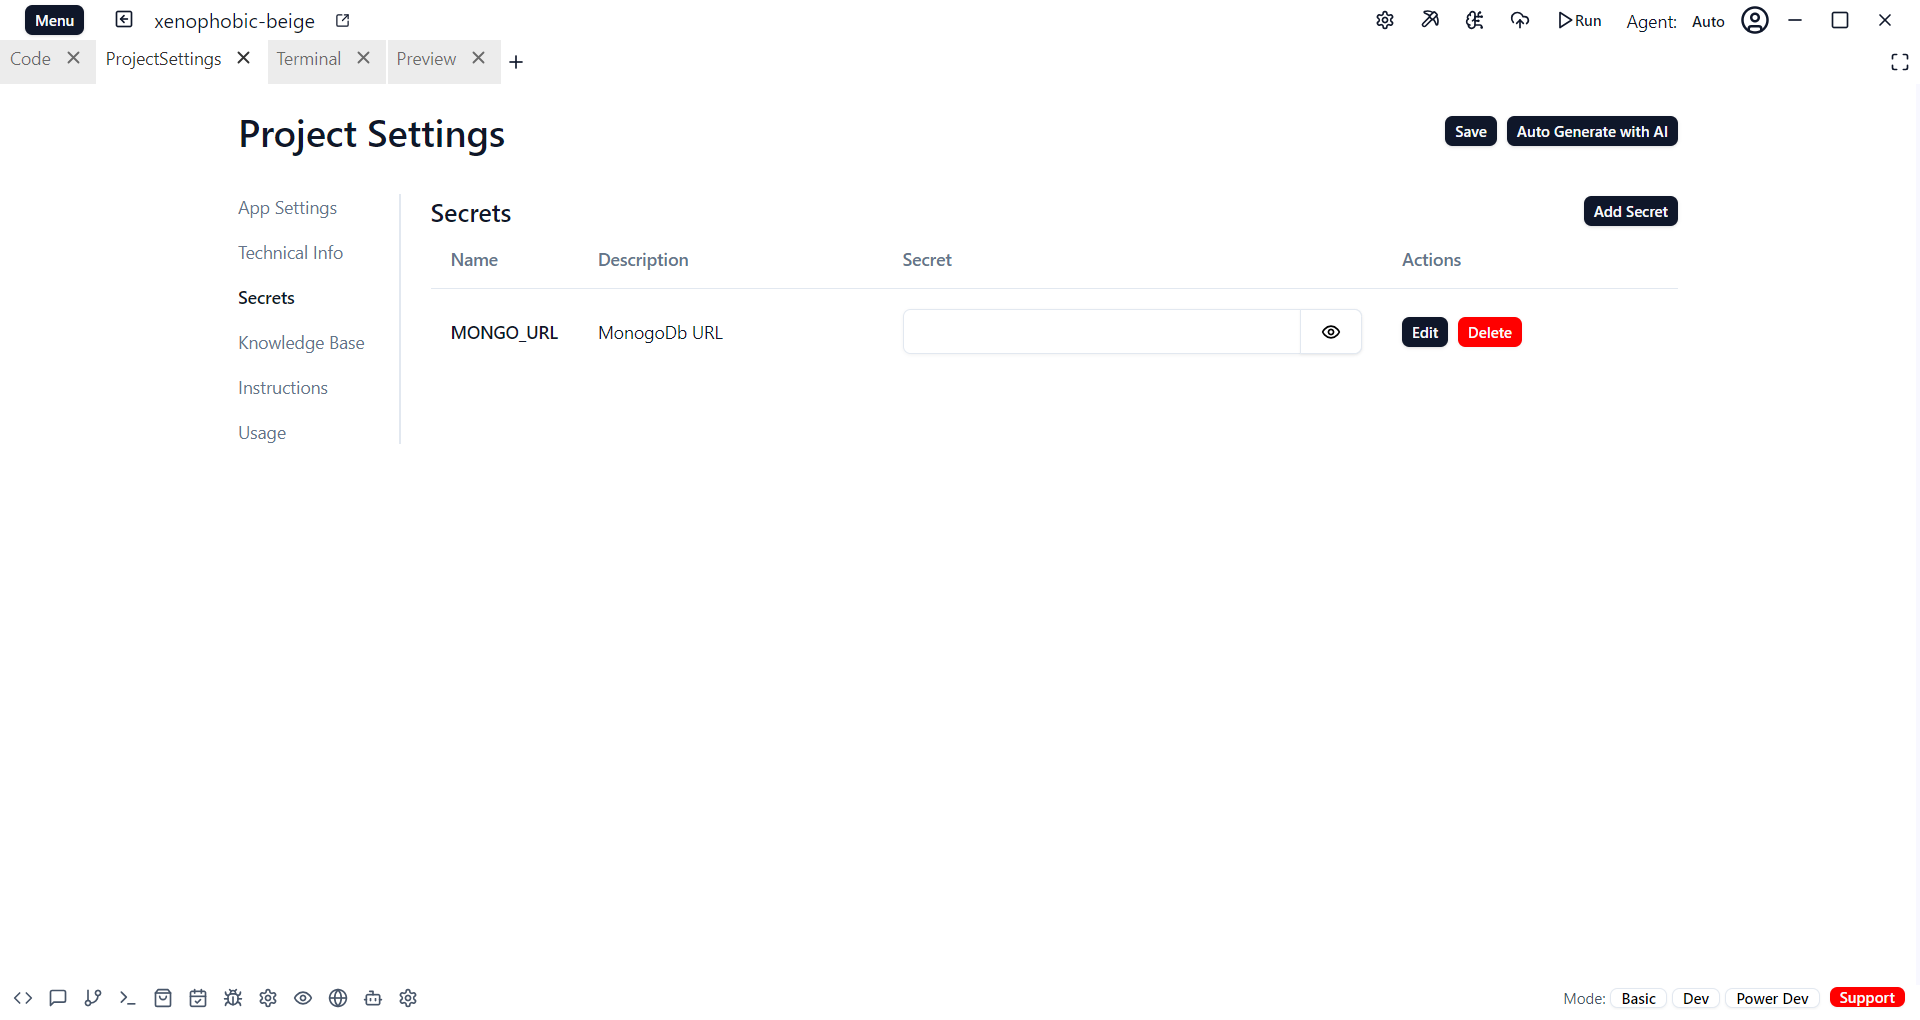 Menu xenophobic-beige Run Agent: Auto
Code ProjectSettings Terminal Preview
Project Settings
Save Auto Generate with AI
App Settings
Technical Info
Secrets
Knowledge Base
Instructions
Usage
Secrets
Add Secret
Name Description Secret Actions
MONGO_URL MonogoDb URL Edit Delete
Mode: Basic Dev Power Dev Support